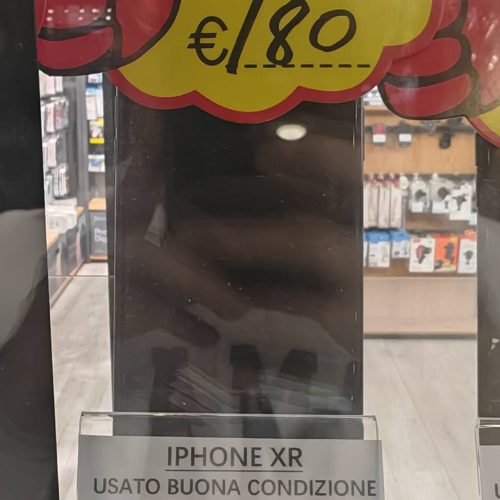 €180
IPHONE XR
USATO BUONA CONDIZIONE